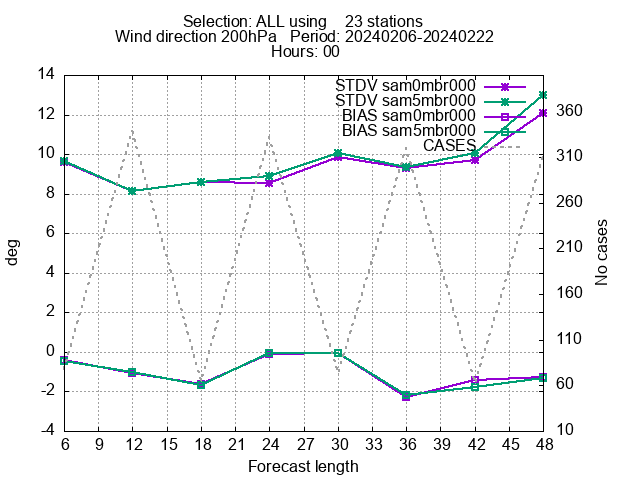 Selection: ALL using    23 stations
Wind direction 200hPa   Period: 20240206-20240222
Hours: 00
STDV sam0mbr000
STDV sam5mbr000
BIAS sam0mbr000
BIAS sam5mbr000
CASES
14
12
10
8
6
4
2
0
-2
-4
deg
360
310
260
210
160
110
60
10
No cases
6 9 12 15 18 21 24 27 30 33 36 39 42 45 48
Forecast length